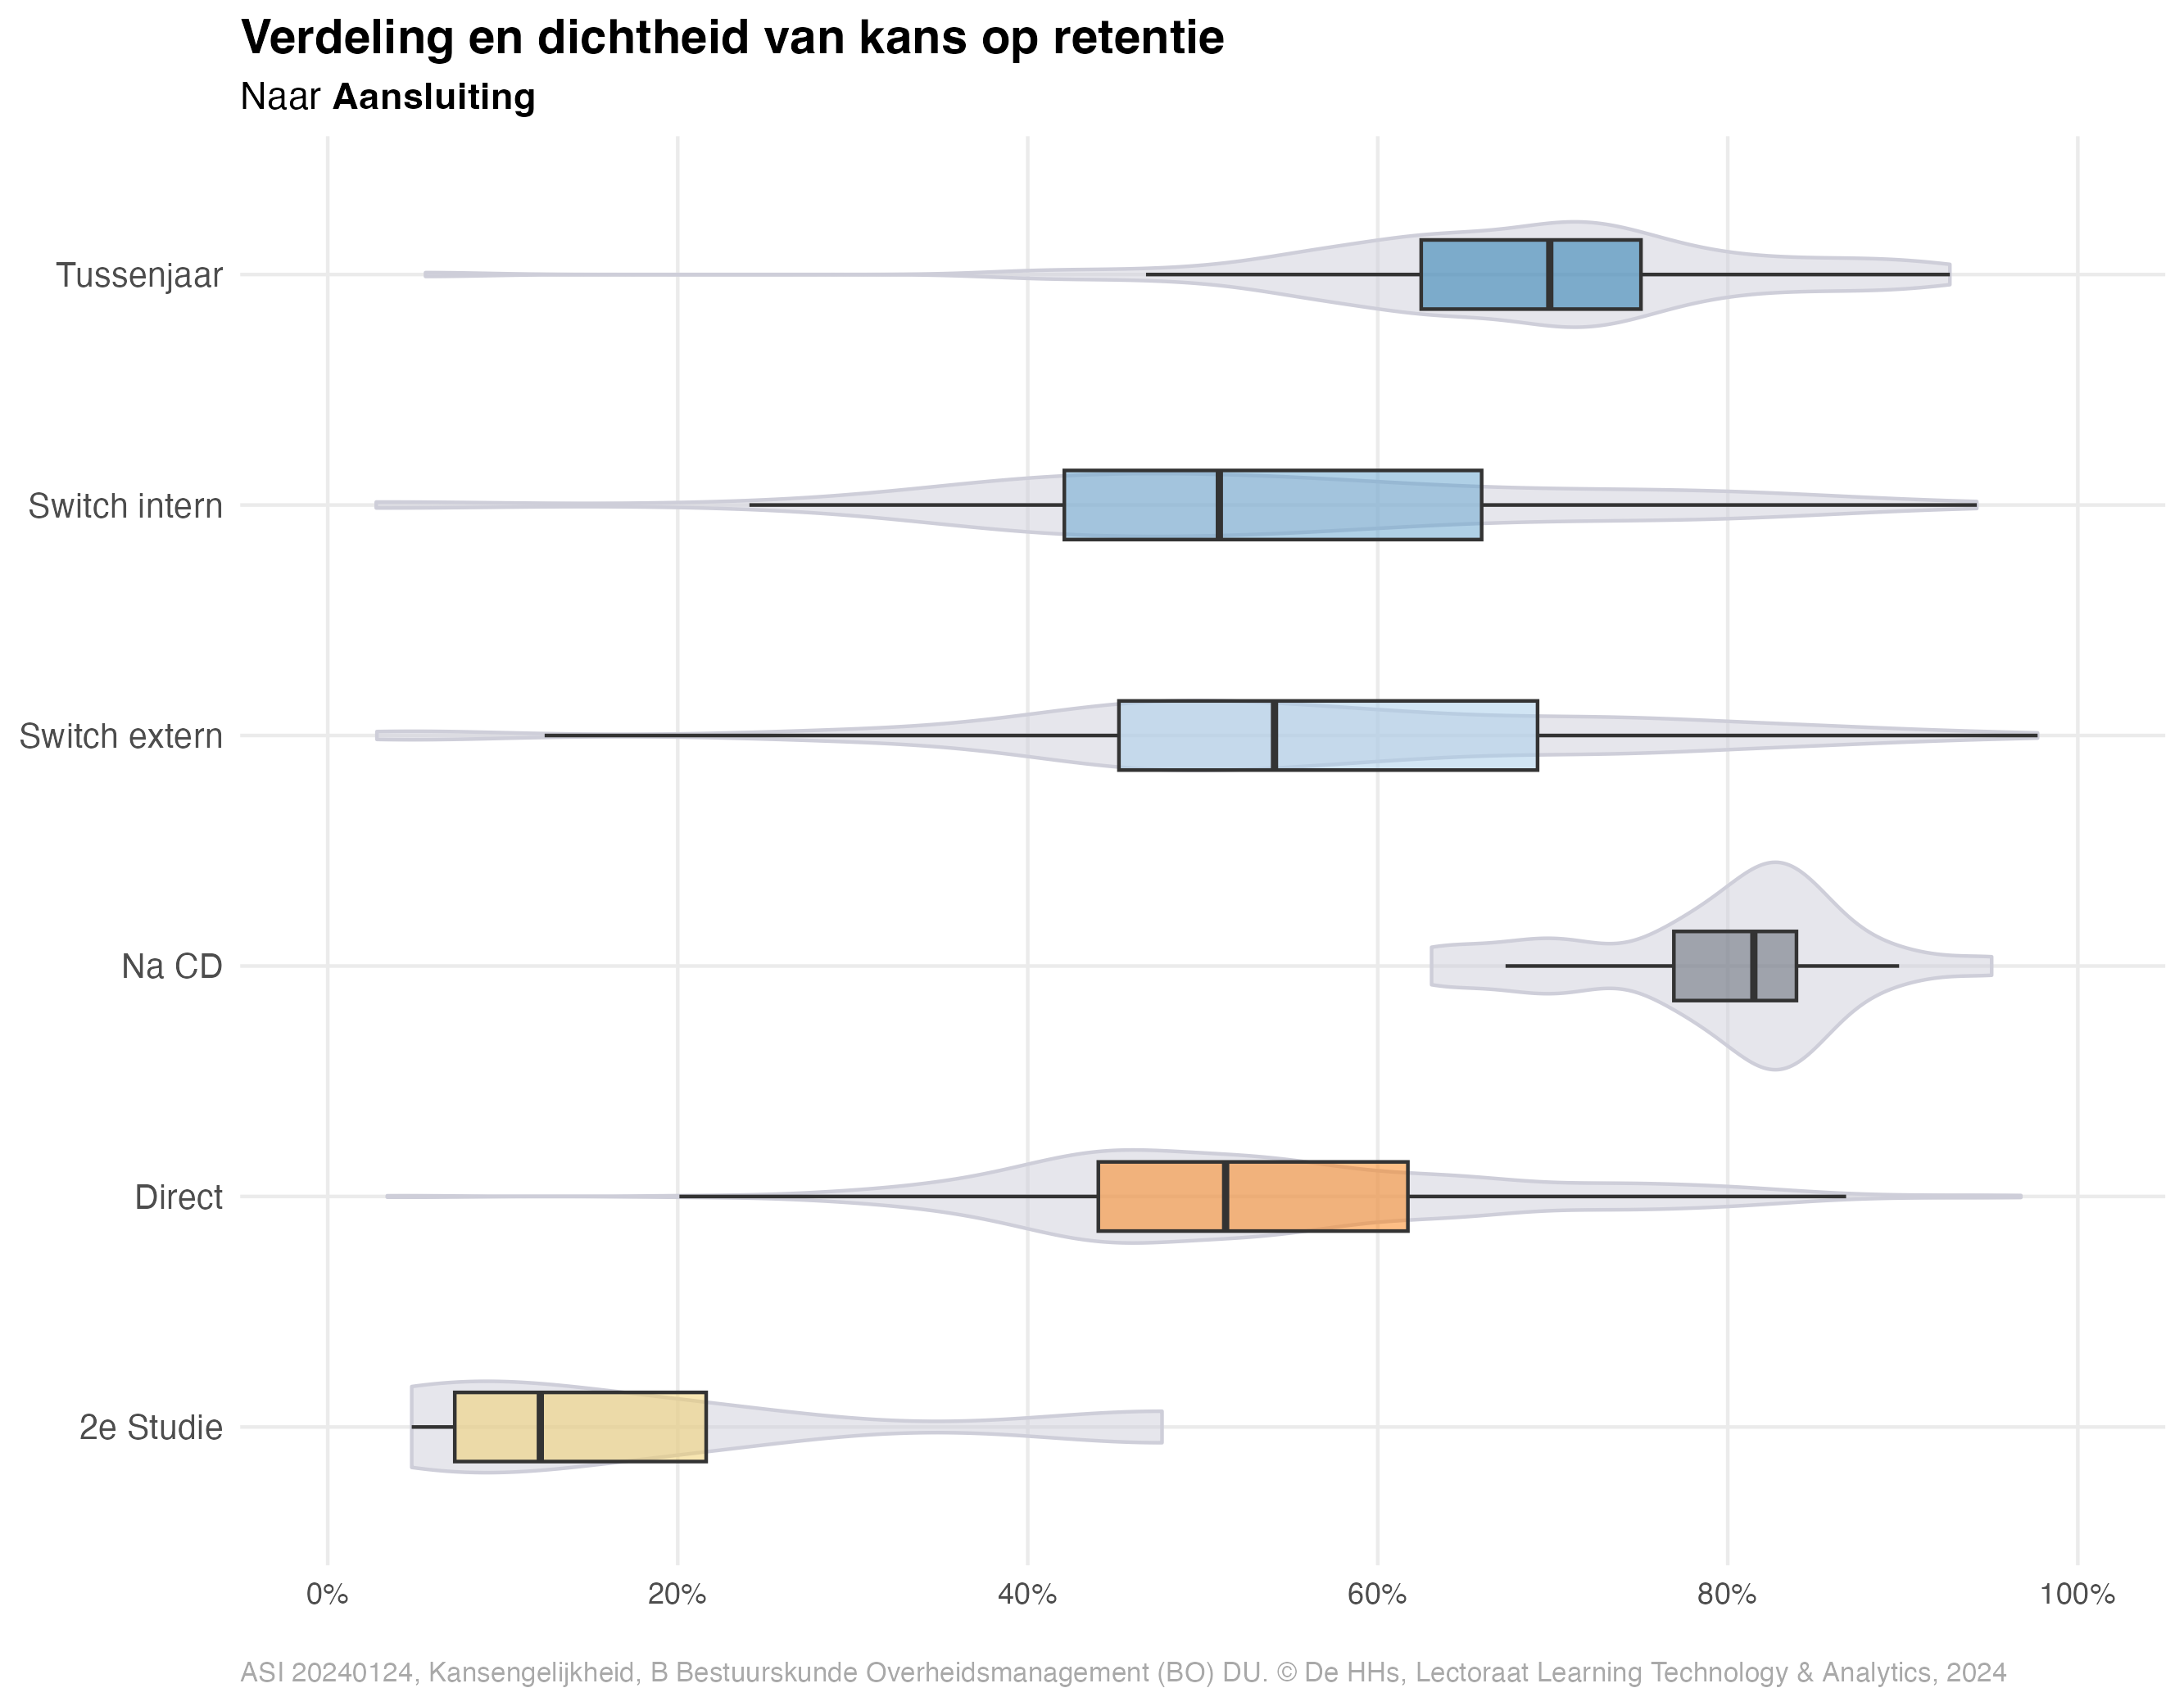 Verdeling en dichtheid van kans op retentie
Naar Aansluiting
Tussenjaar
Switch intern
Switch extern
Na CD
Direct
2e Studie
0% 20% 40% 60% 80% 100%
ASI 20240124, Kansengelijkheid, B Bestuurskunde Overheidsmanagement (BO) DU. © De HHs, Lectoraat Learning Technology & Analytics, 2024